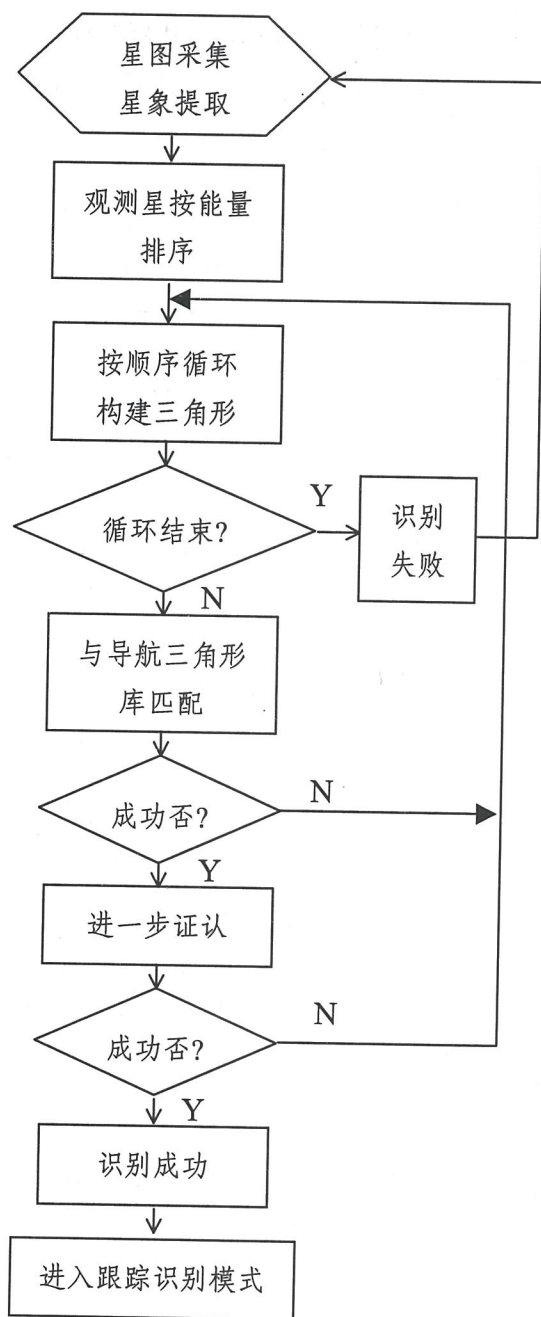 星图采集
星象提取
观测星按能量
排序
按顺序循环
构建三角形
循环结束?
Y
识别
失败
N
与导航三角形
库匹配
成功否?
N
Y
进一步证认
成功否?
N
Y
识别成功
进入跟踪识别模式